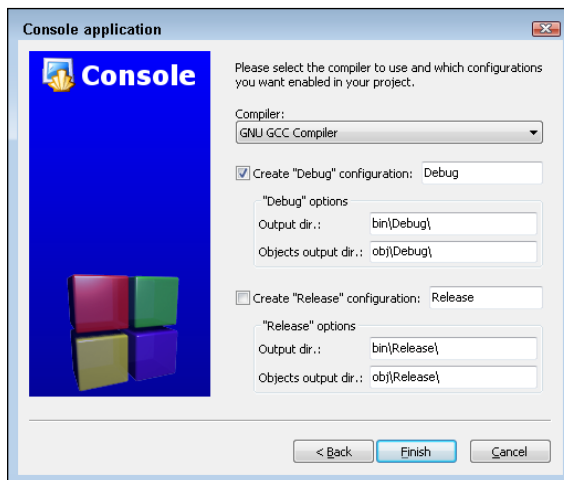 Console application
Console
Please select the compiler to use and which configurations
you want enabled in your project.
Compiler:
GNU GCC Compiler
Create "Debug" configuration: Debug
"Debug" options
Output dir.: bin\Debug\
Objects output dir.: obj\Debug\
Create "Release" configuration: Release
"Release" options
Output dir.: bin\Release\
Objects output dir.: obj\Release\
< Back Finish Cancel